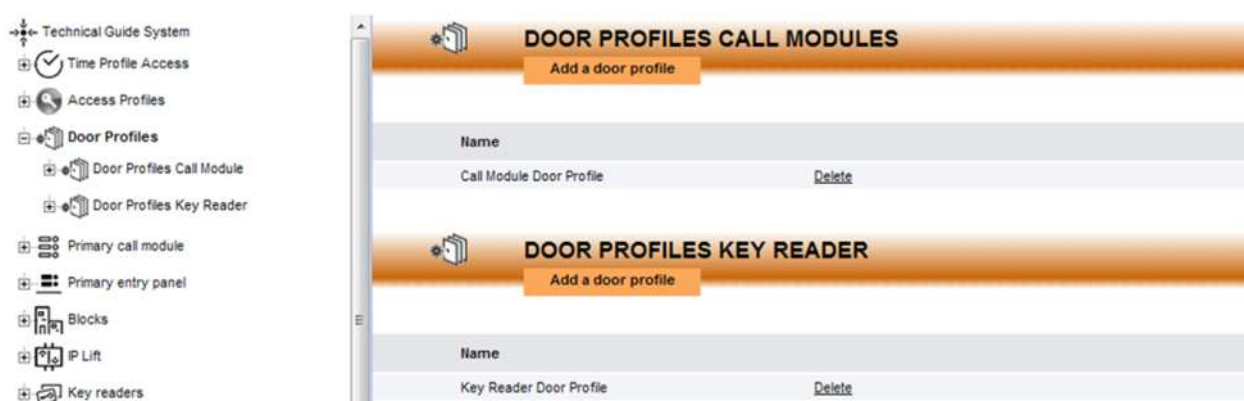 Technical Guide System
Time Profile Access
Access Profiles
Door Profiles
Door Profiles Call Module
Door Profiles Key Reader
Primary call module
Primary entry panel
Blocks
IP Lift
Key readers
DOOR PROFILES CALL MODULES
Add a door profile
Name
Call Module Door Profile Delete
DOOR PROFILES KEY READER
Add a door profile
Name
Key Reader Door Profile Delete